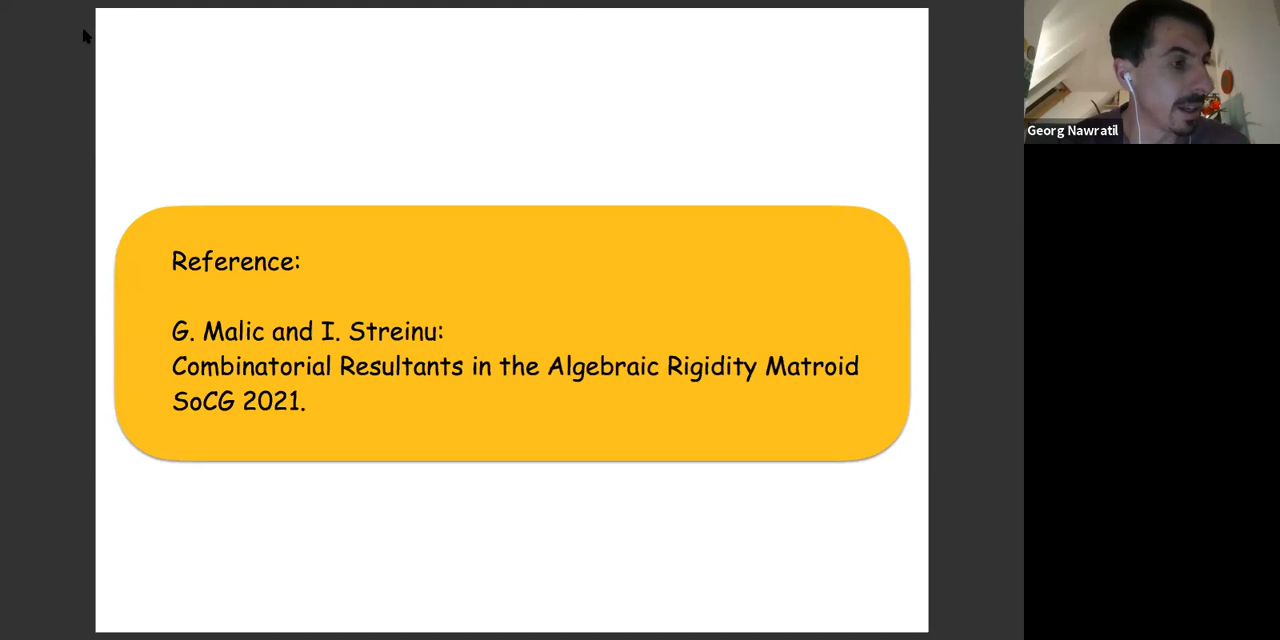 Reference:
G. Malic and I. Streinu:
Combinatorial Resultants in the Algebraic Rigidity Matroid
SoCG 2021.
Georg Nawratil